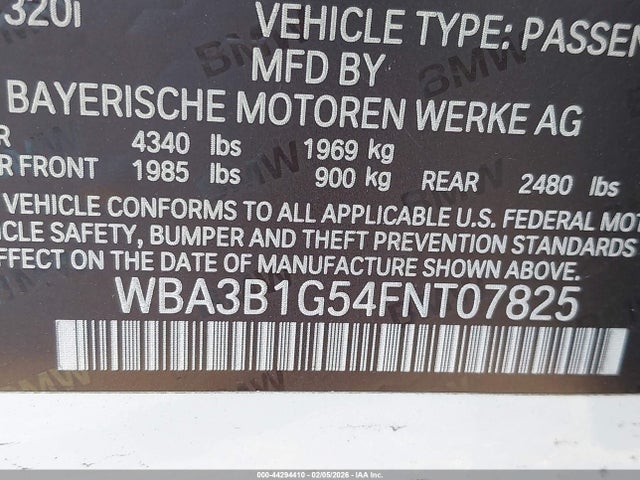 320i VEHICLE TYPE: PASSEN
MFD BY
BAYERISCHE MOTOREN WERKE AG
R 4340 lbs 1969 kg
R FRONT 1985 lbs 900 kg REAR 2480 lbs
VEHICLE CONFORMS TO ALL APPLICABLE U.S. FEDERAL MOT
CLE SAFETY, BUMPER AND THEFT PREVENTION STANDARDS
EFFECT ON THE DATE OF MANUFACTURE SHOWN ABOVE.
WBA3B1G54FNT07825
000-44294410 - 02/05/2026 - IAA Inc.